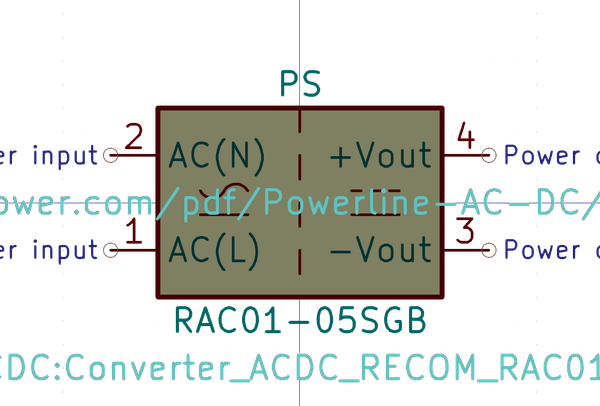 PS
2 4
er input AC(N) +Vout Power
ower.com/pdf/Powerline-AC-DC/
1 3
er input AC(L) -Vout Power
RAC01-05SGB
CDC:Converter_ACDC_RECOM_RAC01